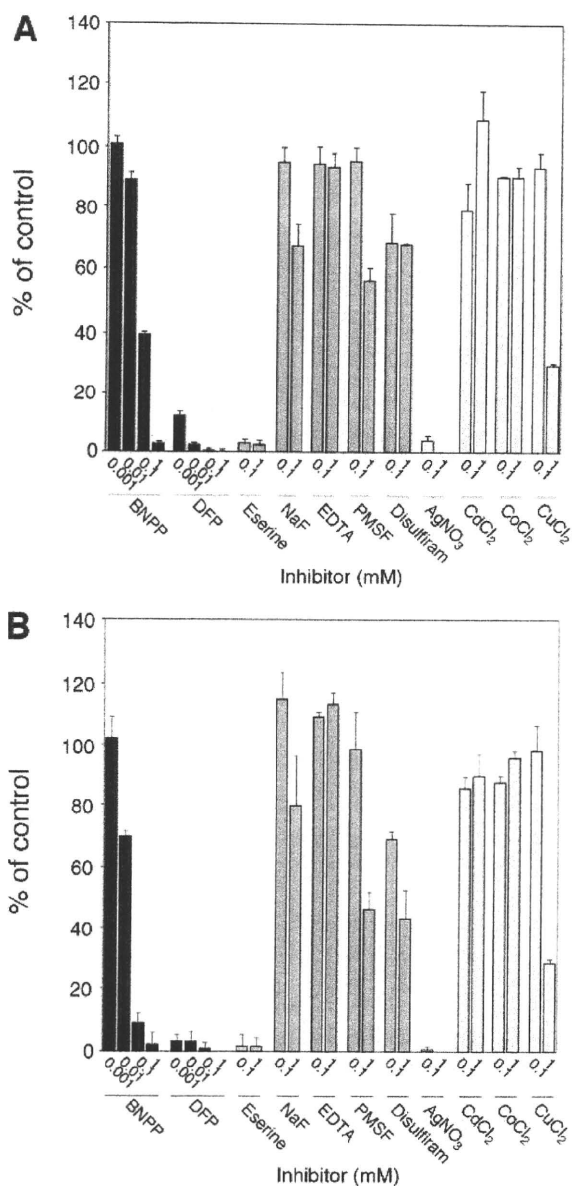 A
140
120
100
80
60
40
20
0
% of control
0.001 0.01 0.1 1 0.001 0.01 0.1 1 0.1 1 0.1 1 0.1 1 0.1 1 0.1 1 0.1 1 0.1 1 0.1 1 0.1 1
BNPP DFP Eserine NaF EDTA PMSF Disulfiram AgNO₃ CdCl₂ CoCl₂ CuCl₂
Inhibitor (mM)
B
140
120
100
80
60
40
20
0
% of control
0.001 0.01 0.1 1 0.001 0.01 0.1 1 0.1 1 0.1 1 0.1 1 0.1 1 0.1 1 0.1 1 0.1 1 0.1 1 0.1 1
BNPP DFP Eserine NaF EDTA PMSF Disulfiram AgNO₃ CdCl₂ CoCl₂ CuCl₂
Inhibitor (mM)